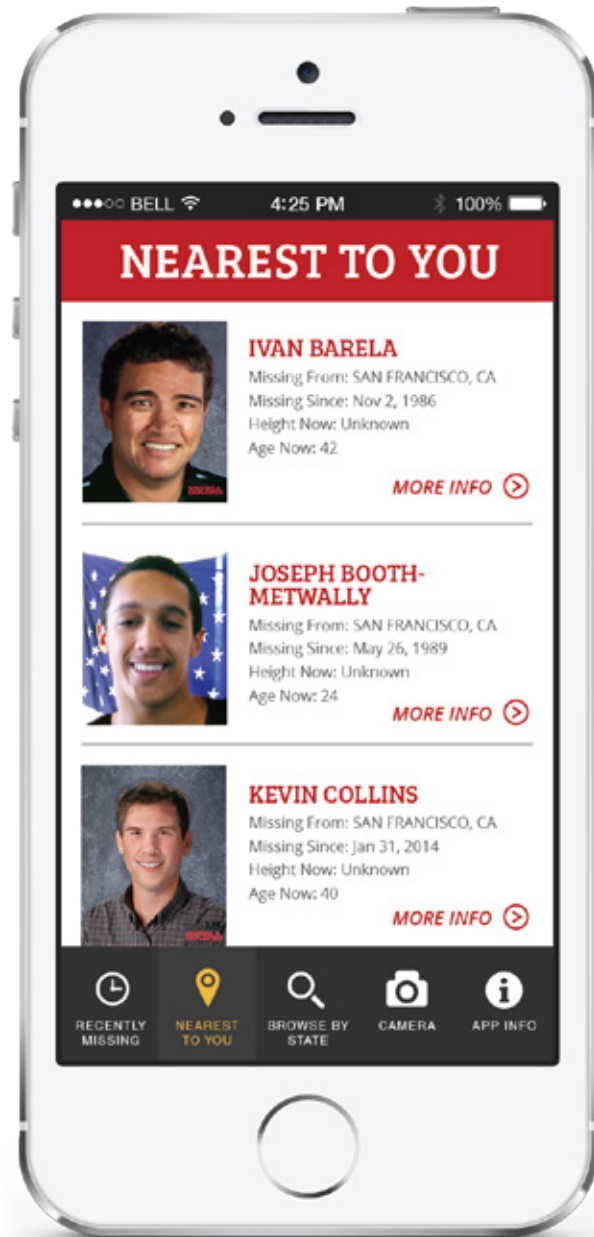 BELL
4:25 PM
100%
NEAREST TO YOU
IVAN BARELA
Missing From: SAN FRANCISCO, CA
Missing Since: Nov 2, 1986
Height Now: Unknown
Age Now: 42
MORE INFO
JOSEPH BOOTH-
METWALLY
Missing From: SAN FRANCISCO, CA
Missing Since: May 26, 1989
Height Now: Unknown
Age Now: 24
MORE INFO
KEVIN COLLINS
Missing From: SAN FRANCISCO, CA
Missing Since: Jan 31, 2014
Height Now: Unknown
Age Now: 40
MORE INFO
RECENTLY
MISSING
NEAREST
TO YOU
BROWSE BY
STATE
CAMERA
APP INFO